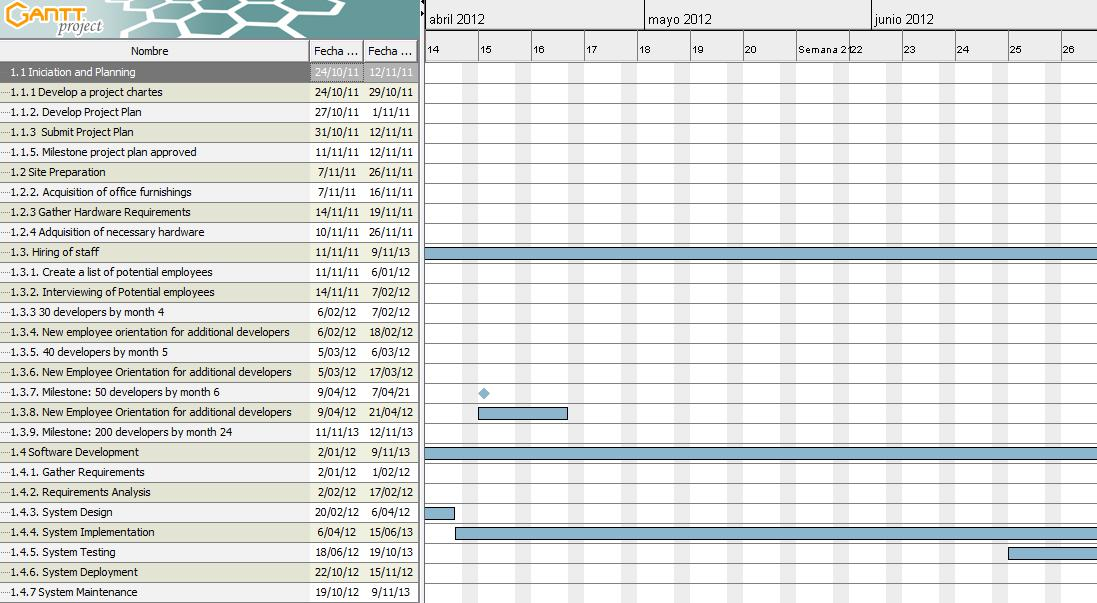 GANTT
project
abril 2012 mayo 2012 junio 2012
Nombre Fecha ... Fecha ... 14 15 16 17 18 19 20 Semana 21 22 23 24 25 26
1.1 Iniciation and Planning 24/10/11 12/11/11
1.1.1 Develop a project chartes 24/10/11 29/10/11
1.1.2. Develop Project Plan 27/10/11 1/11/11
1.1.3 Submit Project Plan 31/10/11 12/11/11
1.1.5. Milestone project plan approved 11/11/11 12/11/11
1.2 Site Preparation 7/11/11 26/11/11
1.2.2. Acquisition of office furnishings 7/11/11 16/11/11
1.2.3 Gather Hardware Requirements 14/11/11 19/11/11
1.2.4 Adquisition of necessary hardware 10/11/11 26/11/11
1.3. Hiring of staff 11/11/11 9/11/13
1.3.1. Create a list of potential employees 11/11/11 6/01/12
1.3.2. Interviewing of Potential employees 14/11/11 7/02/12
1.3.3 30 developers by month 4 6/02/12 7/02/12
1.3.4. New employee orientation for additional developers 6/02/12 18/02/12
1.3.5. 40 developers by month 5 5/03/12 6/03/12
1.3.6. New Employee Orientation for additional developers 5/03/12 17/03/12
1.3.7. Milestone: 50 developers by month 6 9/04/12 7/04/21
1.3.8. New Employee Orientation for additional developers 9/04/12 21/04/12
1.3.9. Milestone: 200 developers by month 24 11/11/13 12/11/13
1.4 Software Development 2/01/12 9/11/13
1.4.1. Gather Requirements 2/01/12 1/02/12
1.4.2. Requirements Analysis 2/02/12 17/02/12
1.4.3. System Design 20/02/12 6/04/12
1.4.4. System Implementation 6/04/12 15/06/13
1.4.5. System Testing 18/06/12 19/10/13
1.4.6. System Deployment 22/10/12 15/11/12
1.4.7 System Maintenance 19/10/12 9/11/13